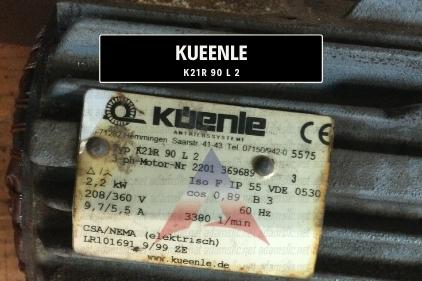 KUEENLE
K21R 90 L 2
küenle
ANTRIEBSSYSTEME
71282 Hemmingen Saarstr. 41-43 Tel 07150/942-0 5575
Typ K21R 90 L 2
3 ph-Motor-Nr 2201 369689 3
Iso F IP 55 VDE 0530
2,2 kW cos 0,89 B 3
208/360 V 60 Hz
9,7/5,5 A 3380 1/min
CSA/NEMA (elektrisch)
LR101691 9/99 ZE
www.kueenle.de